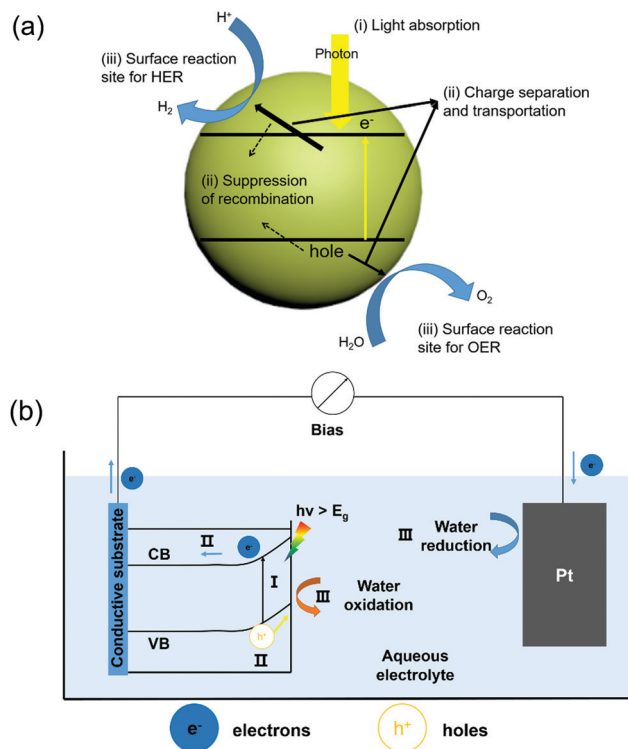 (a)
H⁺
(i) Light absorption
Photon
(iii) Surface reaction
site for HER
H₂
(ii) Charge separation
and transportation
e⁻
(ii) Suppression
of recombination
hole
O₂
H₂O
(iii) Surface reaction
site for OER
(b)
Bias
e⁻
e⁻
Conductive substrate
hν > E_g
II
e⁻
CB
I
III
Water
oxidation
VB
h⁺
II
III
Water
reduction
Pt
Aqueous
electrolyte
e⁻ electrons
h⁺ holes